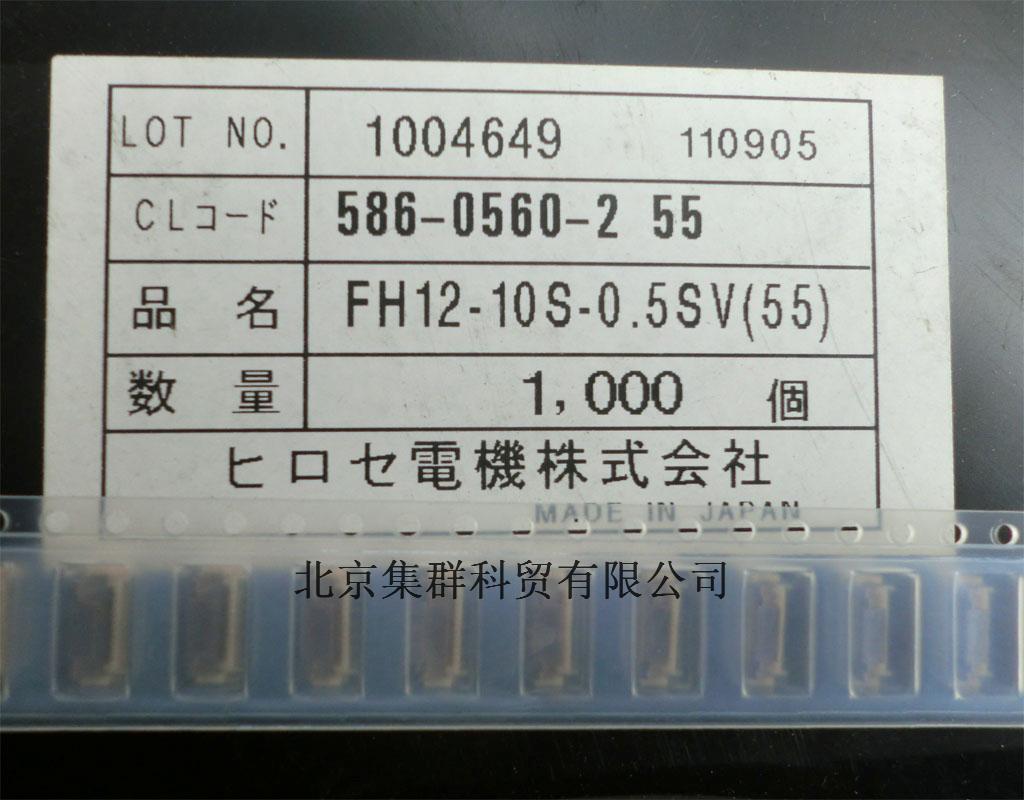 LOT NO. 1004649 110905
CLコード 586-0560-2 55
品名 FH12-10S-0.5SV(55)
数量 1,000 個
ヒロセ電機株式会社
MADE IN JAPAN
北京集群科贸有限公司